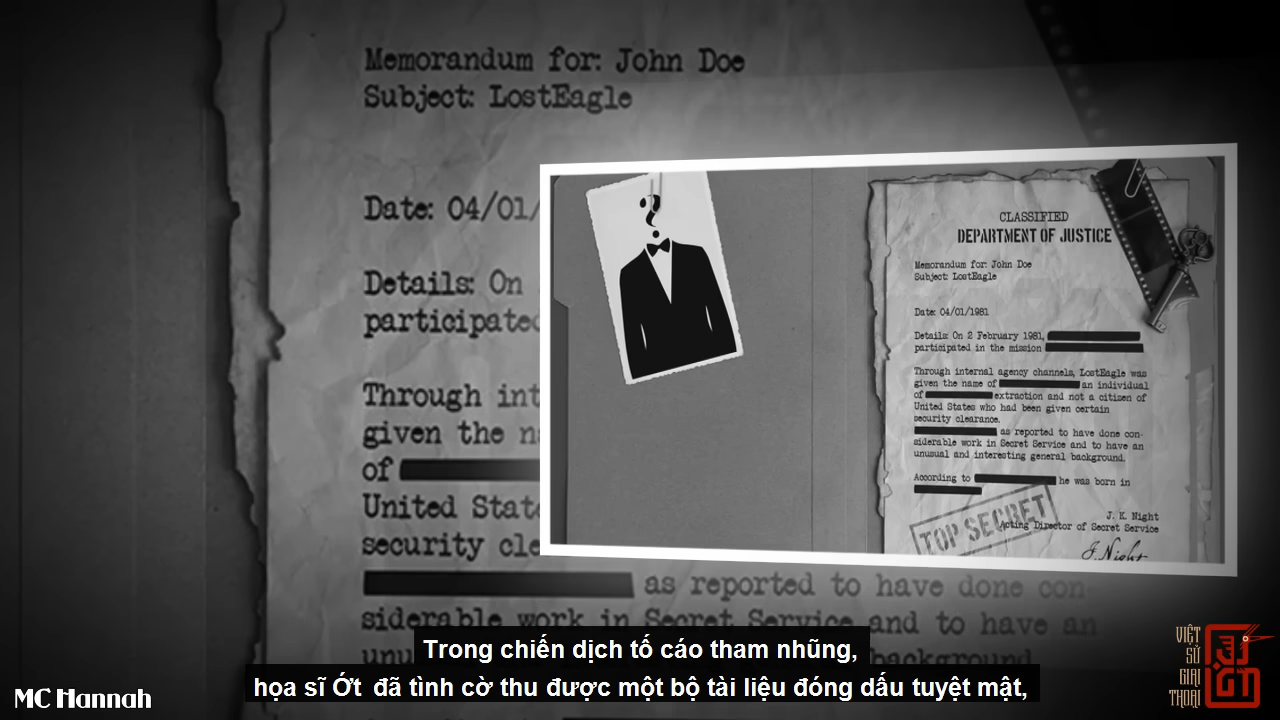 Memorandum for: John Doe
Subject: LostEagle
Date: 04/01/
Details: On
participated
Through int
given the n
of
United Stat
security cle
as reported to have done con-
siderable work in Secret Service and to have an
unu
background.
CLASSIFIED
DEPARTMENT OF JUSTICE
Memorandum for: John Doe
Subject: LostEagle
Date: 04/01/1981
Details: On 2 February 1981,
participated in the mission
Through internal agency channels, LostEagle was
given the name of an individual
of extraction and not a citizen of
United States who had been given certain
security clearance.
as reported to have done con-
siderable work in Secret Service and to have an
unusual and interesting general background.
According to he was born in
J. K. Night
Acting Director of Secret Service
TOP SECRET
J.Night
Trong chiến dịch tố cáo tham nhũng,
họa sĩ Ớt đã tình cờ thu được một bộ tài liệu đóng dấu tuyệt mật,
MC Hannah
VIỆT
SỬ
GIAI
THOẠI